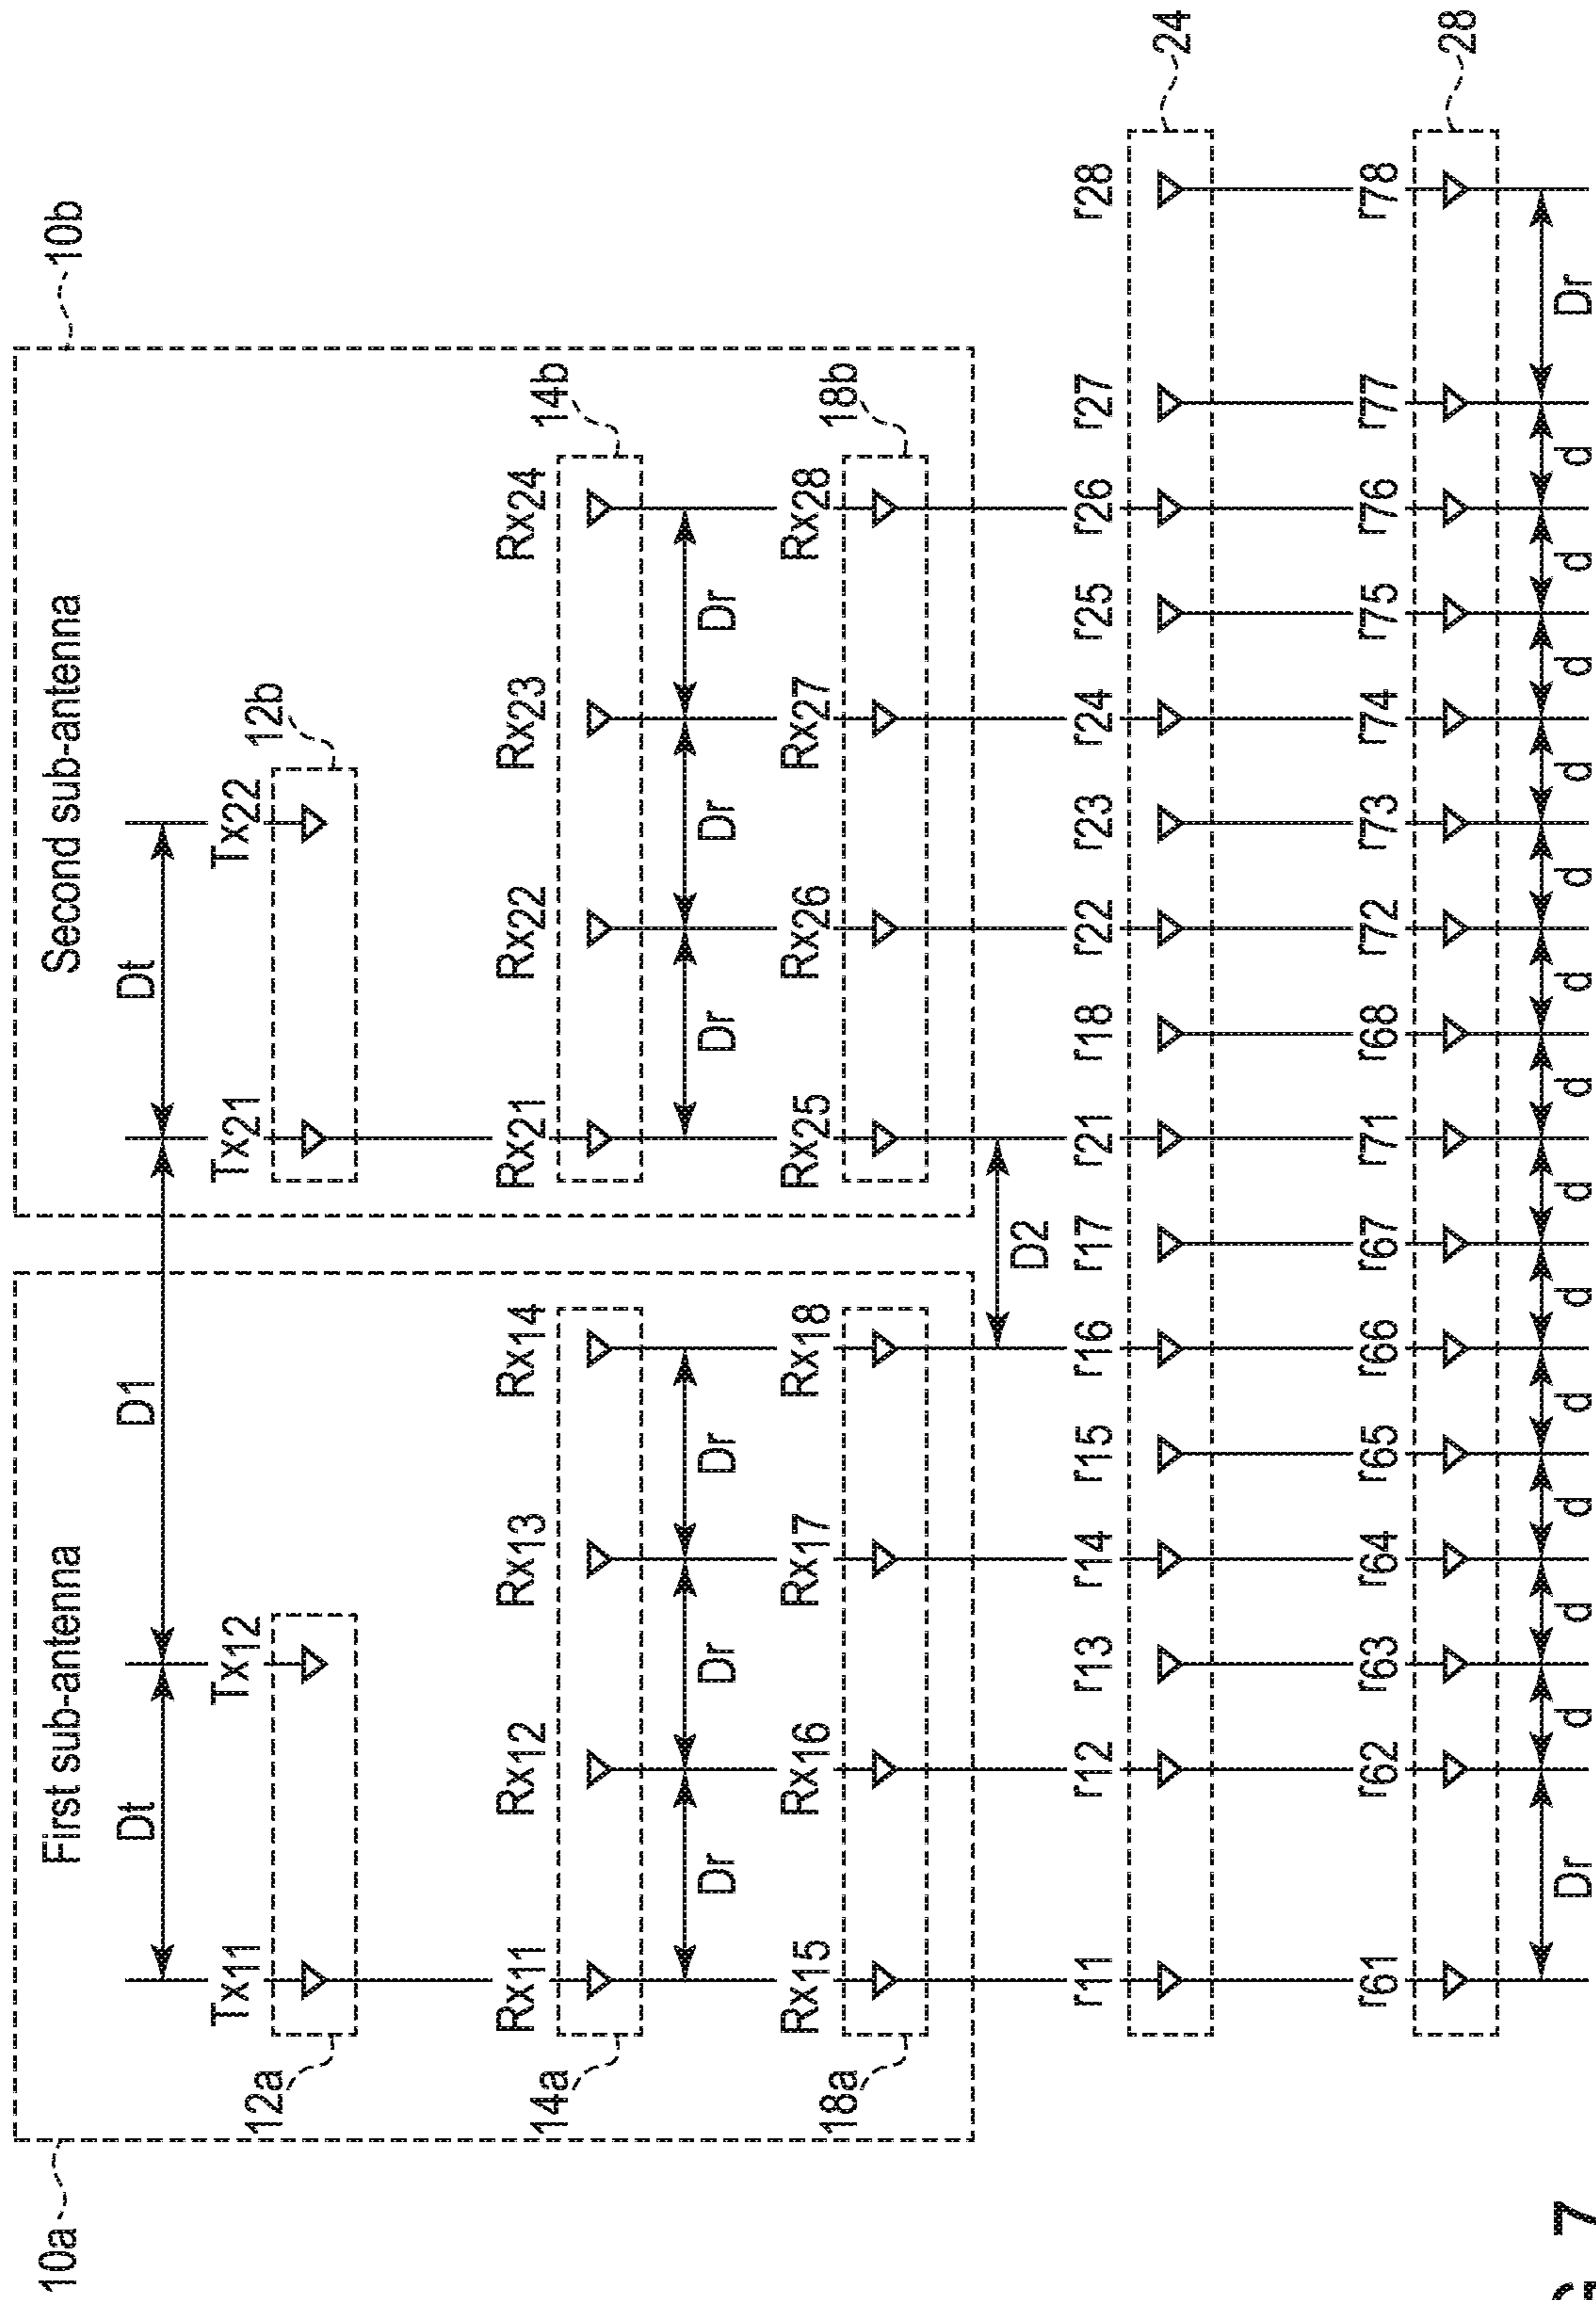 10a
10b
First sub-antenna
Second sub-antenna
Dt
D1
Dt
Tx11
Tx12
Tx21
Tx22
12a
12b
Rx11
Rx12
Rx13
Rx14
Rx21
Rx22
Rx23
Rx24
14a
14b
Dr
Dr
Dr
Dr
Dr
Dr
Rx15
Rx16
Rx17
Rx18
Rx25
Rx26
Rx27
Rx28
18a
18b
D2
r11
r12
r13
r14
r15
r16
r17
r21
r18
r22
r23
r24
r25
r26
r27
r28
24
r61
r62
r63
r64
r65
r66
r67
r71
r68
r72
r73
r74
r75
r76
r77
r78
28
Dr
d
d
d
d
d
d
d
d
d
d
d
d
d
Dr
7